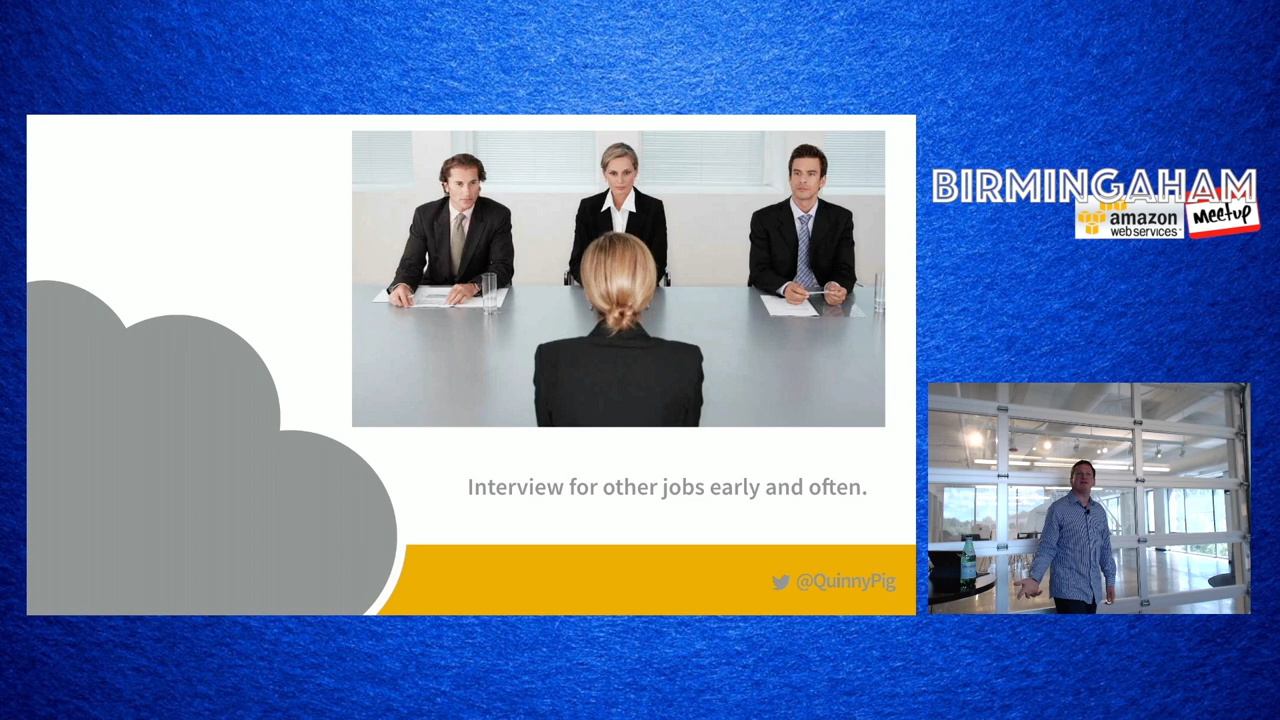 BIRMINGAHAM
amazon
web services
Meetup
Interview for other jobs early and often.
@QuinnyPig